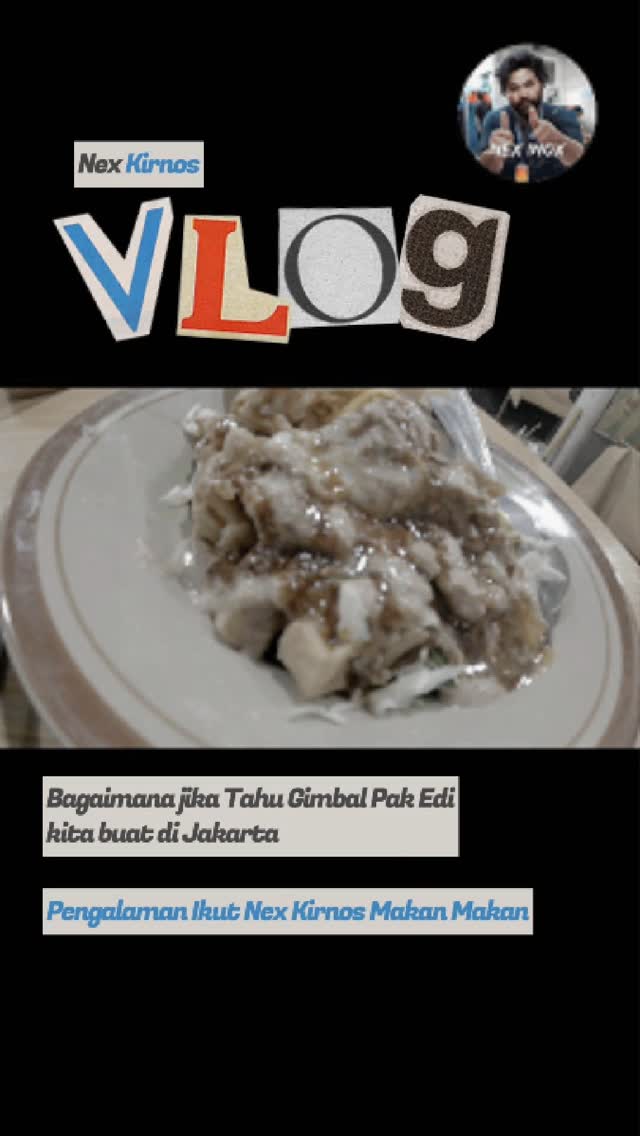 NEX INOX
Nex Kirnos
VLOg
Bagaimana jika Tahu Gimbal Pak Edi
kita buat di Jakarta
Pengalaman Ikut Nex Kirnos Makan Makan